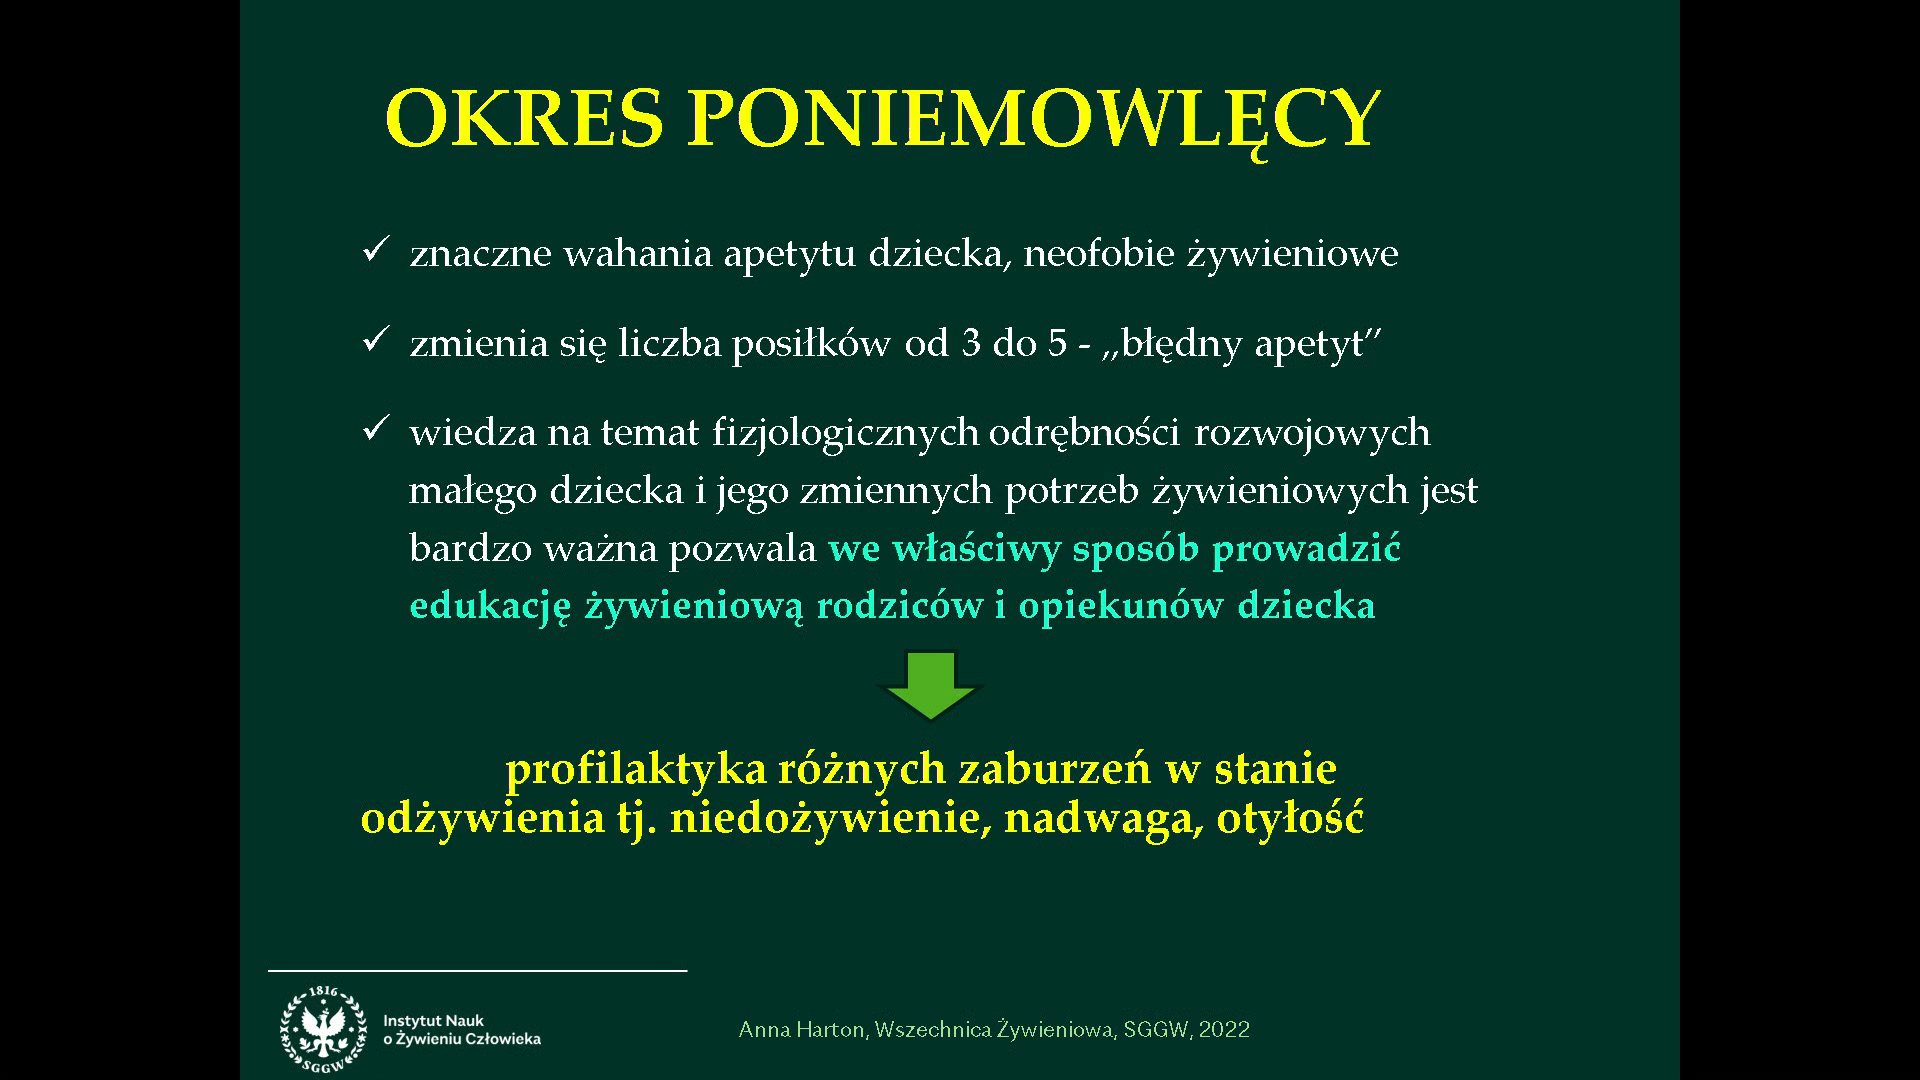 OKRES PONIEMOWLĘCY
✓ znaczne wahania apetytu dziecka, neofobie żywieniowe
✓ zmienia się liczba posiłków od 3 do 5 - ,,błędny apetyt”
✓ wiedza na temat fizjologicznych odrębności rozwojowych
małego dziecka i jego zmiennych potrzeb żywieniowych jest
bardzo ważna pozwala we właściwy sposób prowadzić
edukację żywieniową rodziców i opiekunów dziecka
profilaktyka różnych zaburzeń w stanie
odżywienia tj. niedożywienie, nadwaga, otyłość
1816
SGGW
Instytut Nauk
o Żywieniu Człowieka
Anna Harton, Wszechnica Żywieniowa, SGGW, 2022